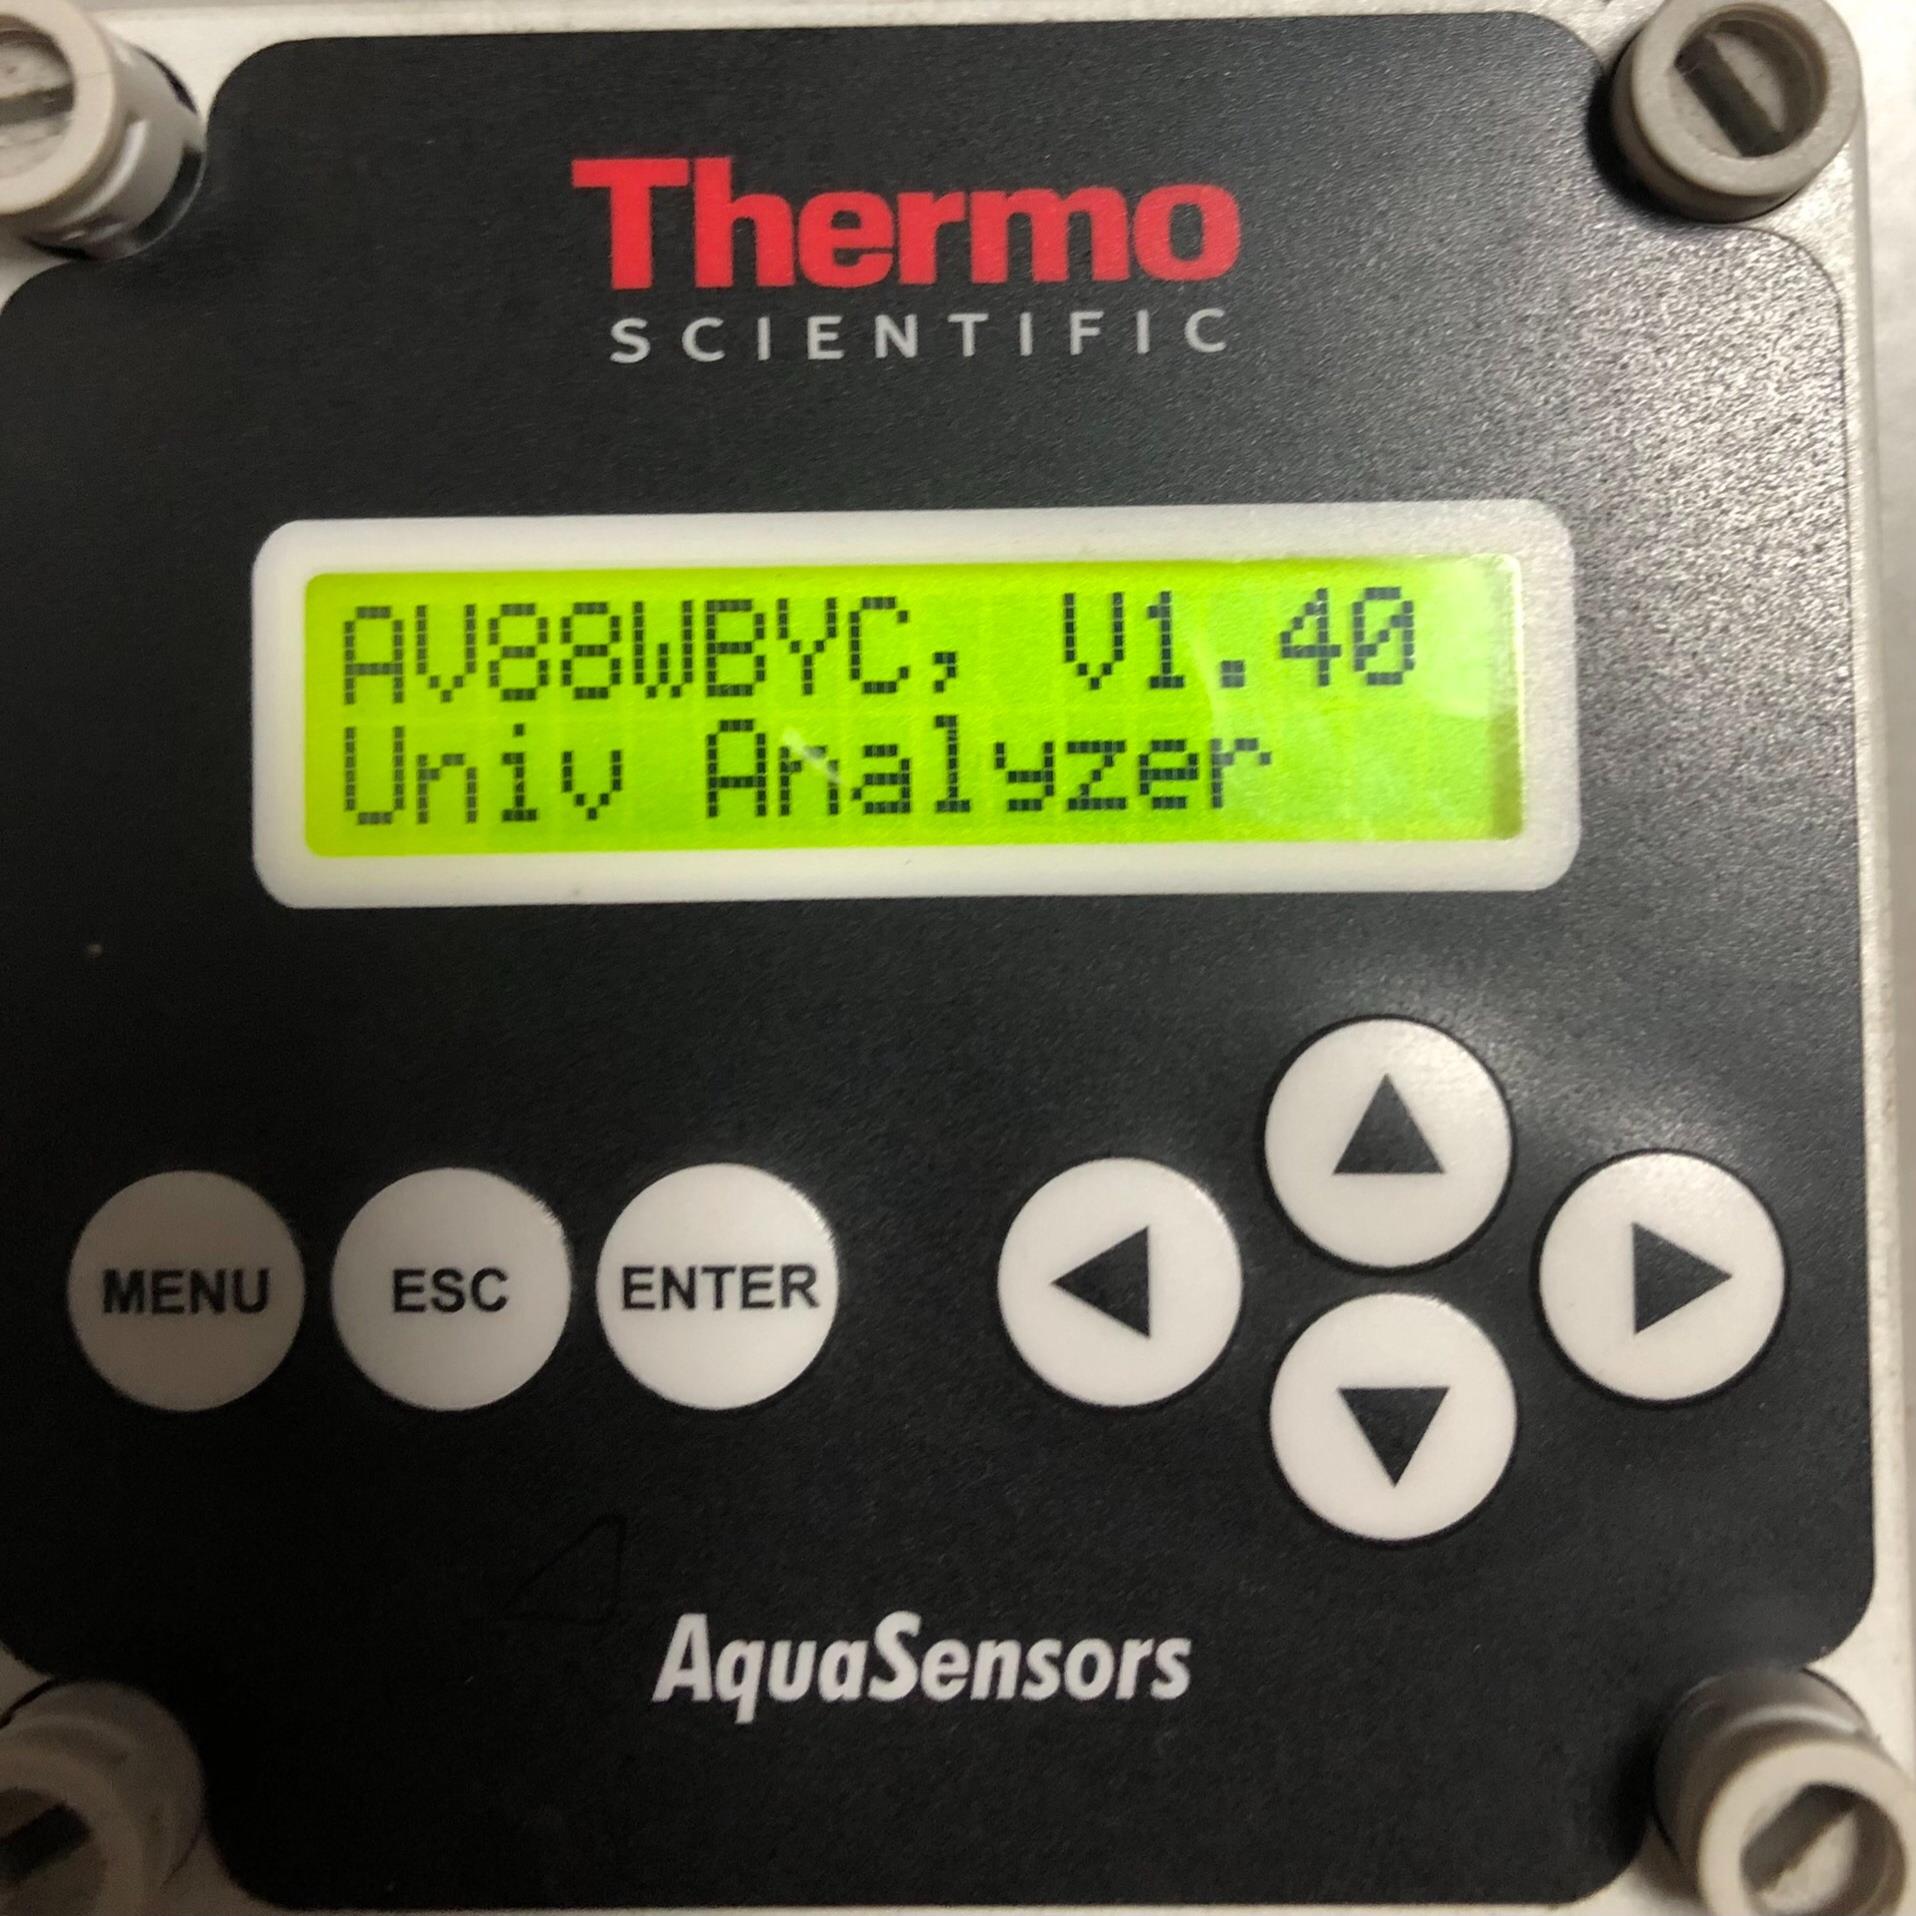 Thermo
SCIENTIFIC
AV88WBYC, V1.40
Univ Analyzer
MENU ESC ENTER
AquaSensors